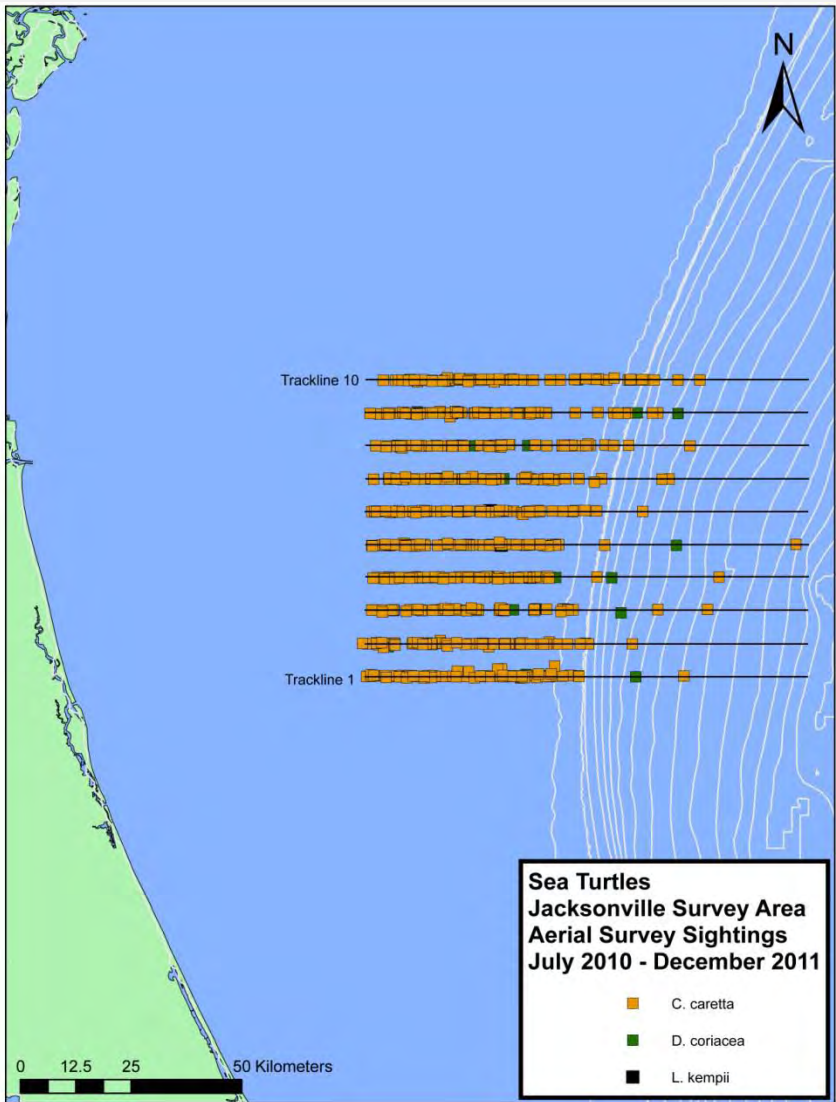 N
Trackline 10
Trackline 1
Sea Turtles
Jacksonville Survey Area
Aerial Survey Sightings
July 2010 - December 2011
C. caretta
D. coriacea
L. kempii
0 12.5 25 50 Kilometers